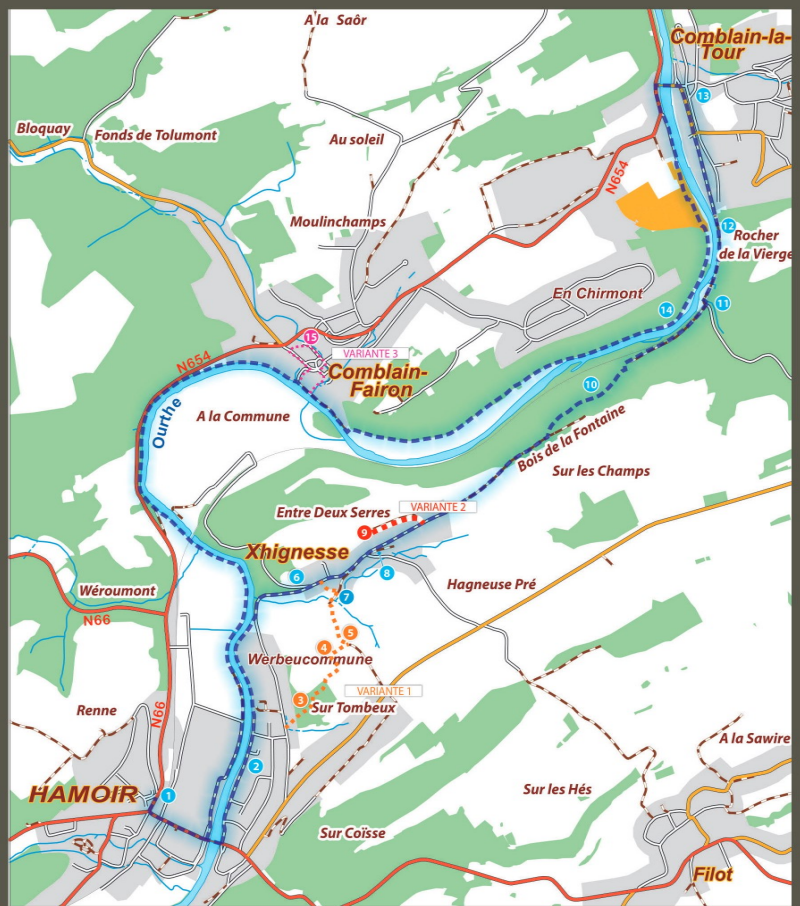 A la Saôr
Comblain-la-
Tour
13
Bloquay
Fonds de Tolumont
Au soleil
N654
Moulinchamps
12
Rocher
de la Vierge
En Chirmont
14
11
15
VARIANTE 3
N654
Comblain-
Fairon
10
Ourthe
A la Commune
Bois de la Fontaine
Sur les Champs
Entre Deux Serres
VARIANTE 2
9
Xhignesse
6
8
Wéroumont
Hagneuse Pré
7
N66
5
4
Werbeucommune
VARIANTE 1
3
Renne
N66
Sur Tombeux
A la Sawire
2
HAMOIR
1
Sur les Hés
Sur Coïsse
Filot